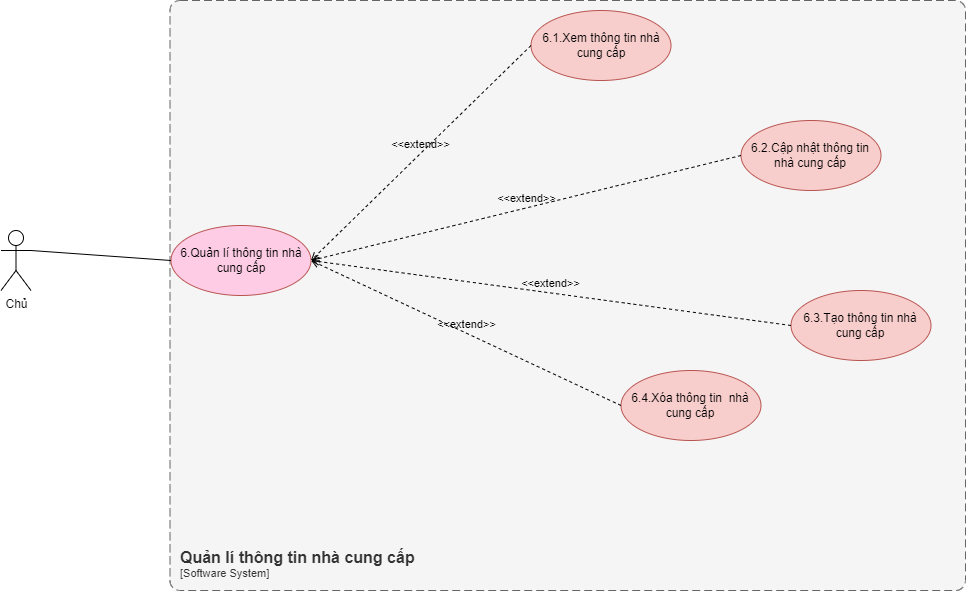 6.1.Xem thông tin nhà
cung cấp
<<extend>>
6.2.Cập nhật thông tin
nhà cung cấp
<<extend>>
6.Quản lí thông tin nhà
cung cấp
Chủ
<<extend>>
6.3.Tạo thông tin nhà
cung cấp
<<extend>>
6.4.Xóa thông tin  nhà
cung cấp
Quản lí thông tin nhà cung cấp
[Software System]